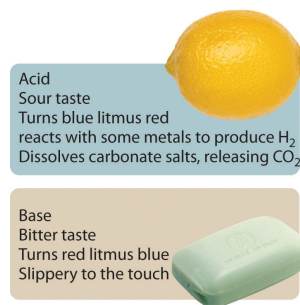 Acid
Sour taste
Turns blue litmus red
reacts with some metals to produce H₂
Dissolves carbonate salts, releasing CO₂
Base
Bitter taste
Turns red litmus blue
Slippery to the touch